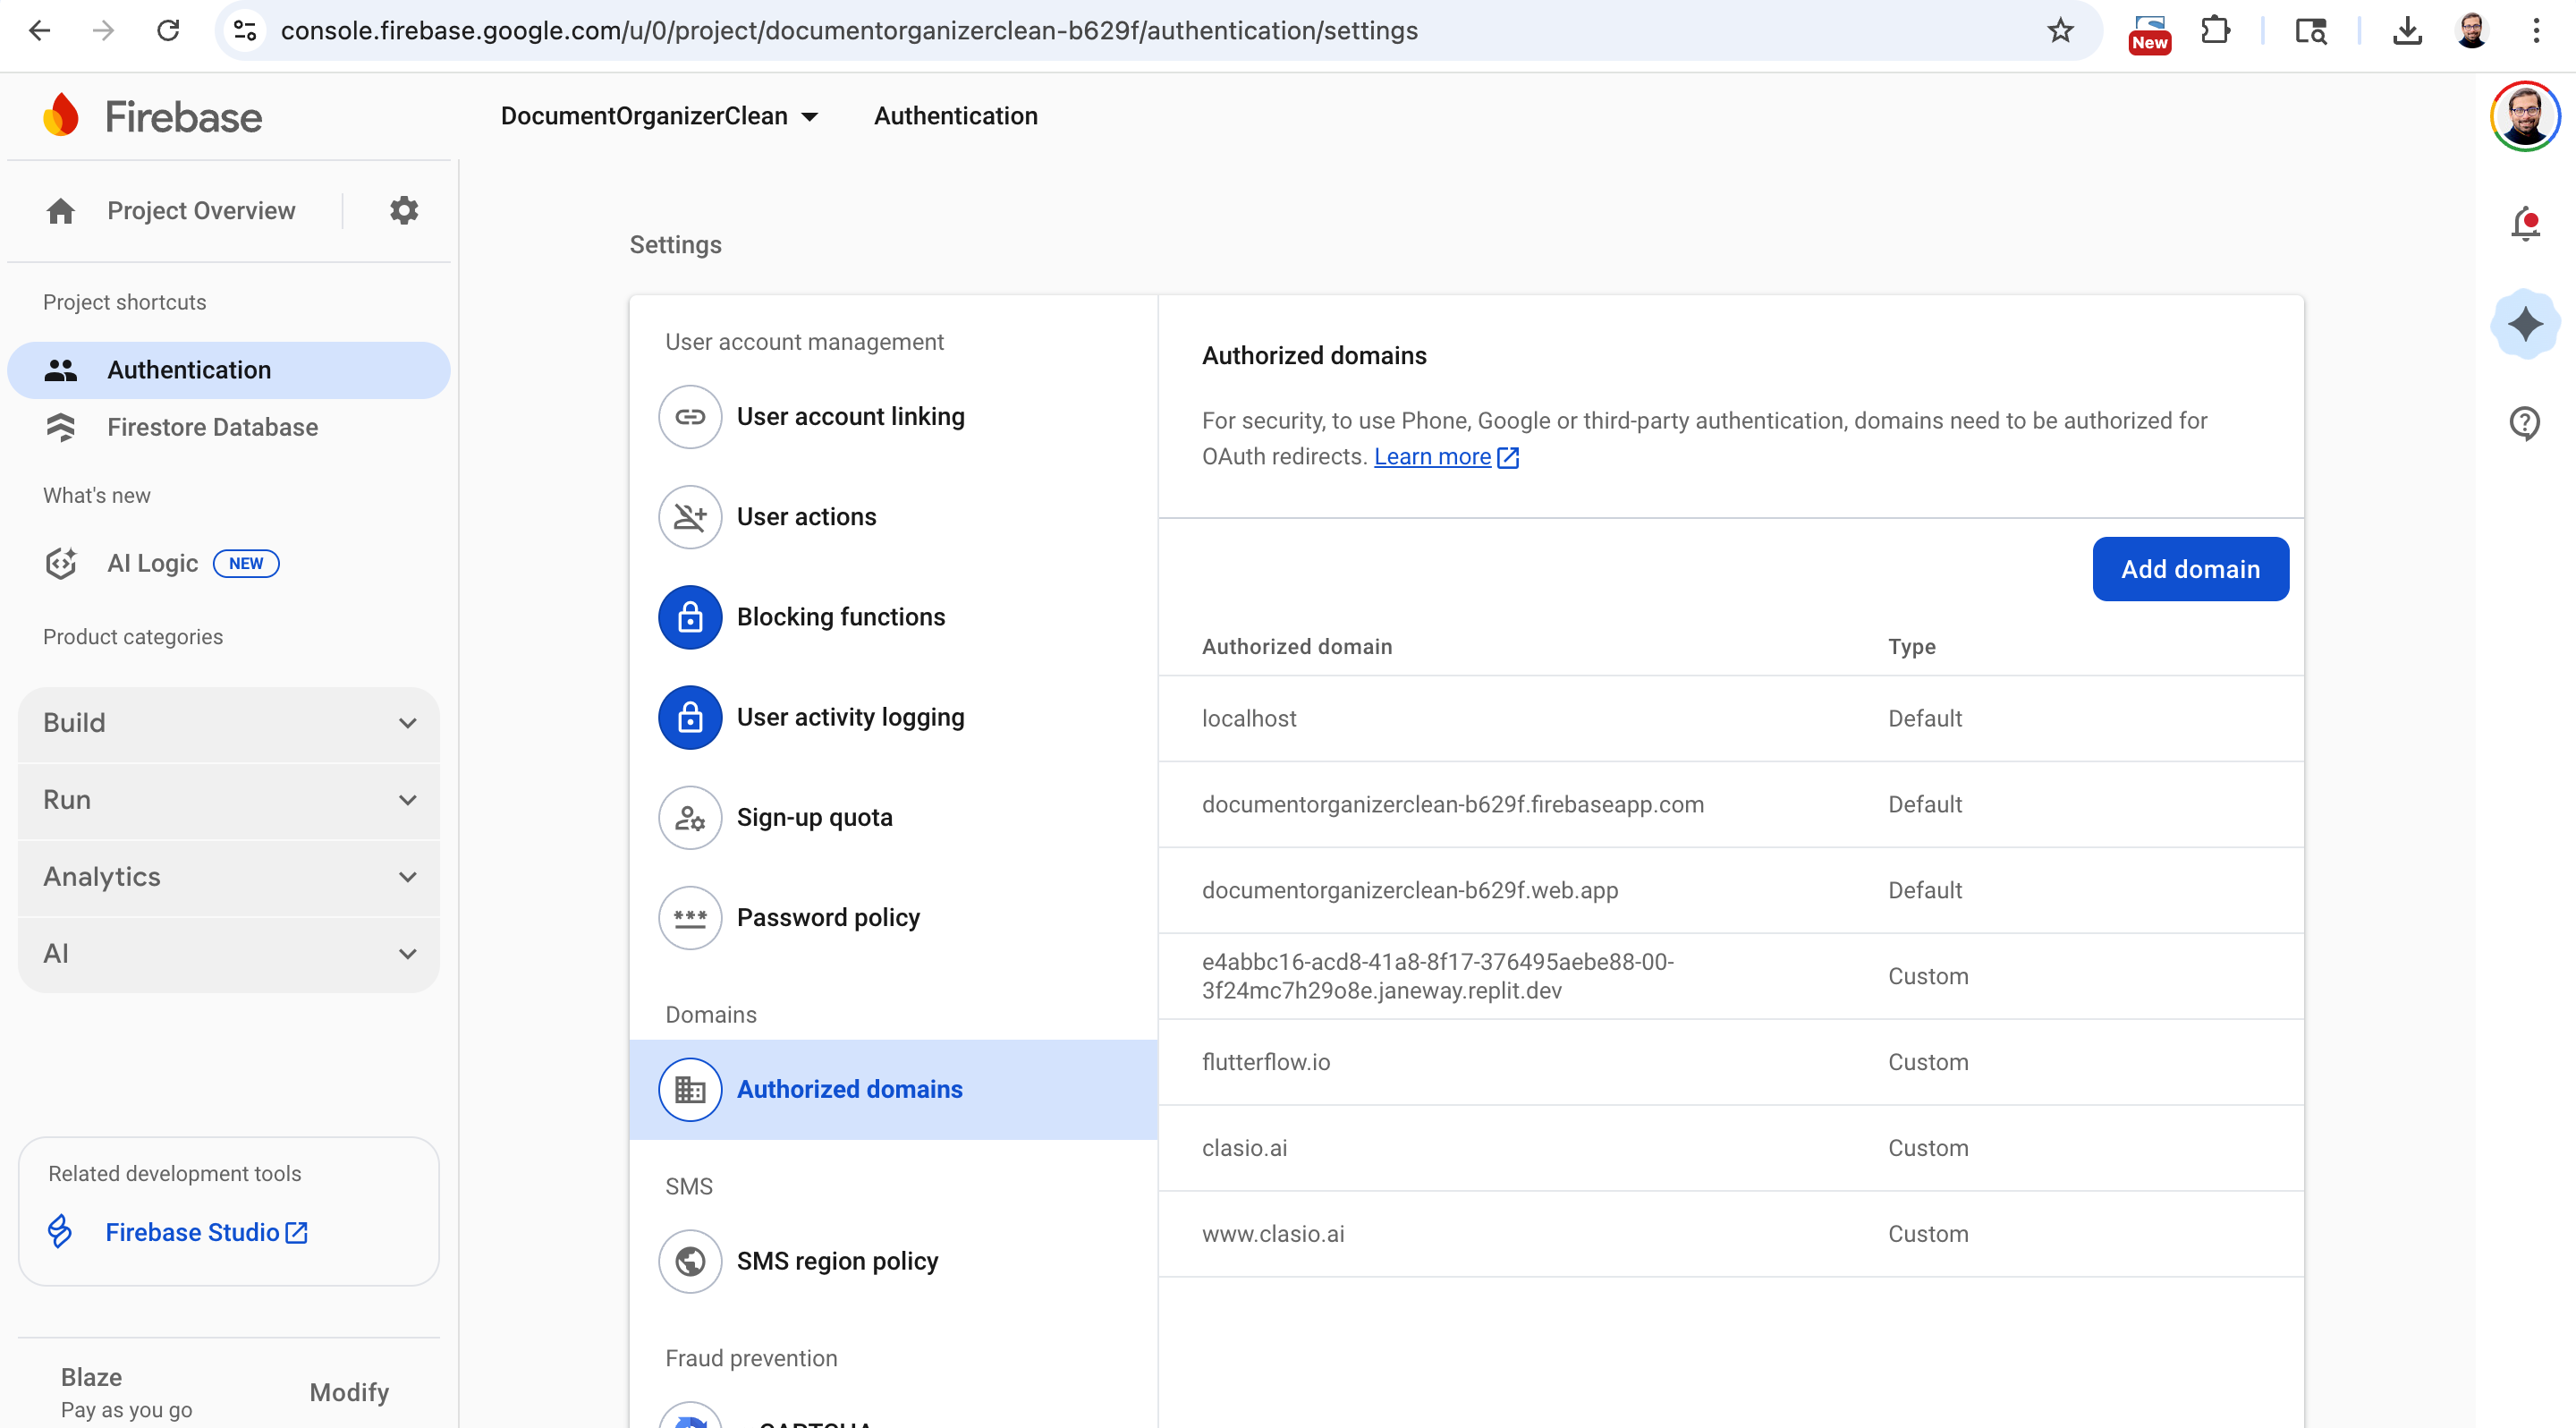 console.firebase.google.com/u/0/project/documentorganizerclean-b629f/authentication/settings
New
Firebase
DocumentOrganizerClean
Authentication
Project Overview
Project shortcuts
Authentication
Firestore Database
What's new
AI Logic NEW
Product categories
Build
Run
Analytics
AI
Related development tools
Firebase Studio
Blaze
Pay as you go
Modify
Settings
User account management
User account linking
User actions
Blocking functions
User activity logging
Sign-up quota
Password policy
Domains
Authorized domains
SMS
SMS region policy
Fraud prevention
Authorized domains
For security, to use Phone, Google or third-party authentication, domains need to be authorized for
OAuth redirects. Learn more
Add domain
Authorized domain Type
localhost Default
documentorganizerclean-b629f.firebaseapp.com Default
documentorganizerclean-b629f.web.app Default
e4abbc16-acd8-41a8-8f17-376495aebe88-00-
3f24mc7h29o8e.janeway.replit.dev Custom
flutterflow.io Custom
clasio.ai Custom
www.clasio.ai Custom